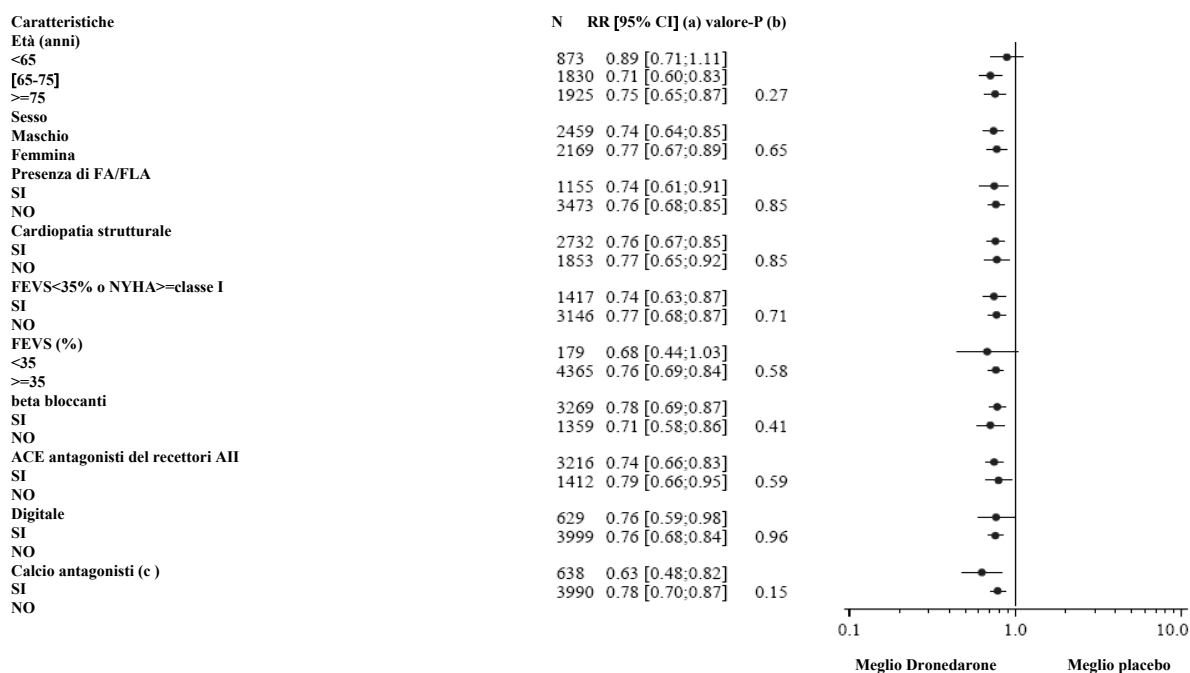 Caratteristiche N RR [95% CI] (a) valore-P (b)
Età (anni)
<65 873 0.89 [0.71;1.11]
[65-75] 1830 0.71 [0.60;0.83]
>=75 1925 0.75 [0.65;0.87] 0.27
Sesso
Maschio 2459 0.74 [0.64;0.85]
Femmina 2169 0.77 [0.67;0.89] 0.65
Presenza di FA/FLA
SI 1155 0.74 [0.61;0.91]
NO 3473 0.76 [0.68;0.85] 0.85
Cardiopatia strutturale
SI 2732 0.76 [0.67;0.85]
NO 1853 0.77 [0.65;0.92] 0.85
FEVS<35% o NYHA>=classe I
SI 1417 0.74 [0.63;0.87]
NO 3146 0.77 [0.68;0.87] 0.71
FEVS (%)
<35 179 0.68 [0.44;1.03]
>=35 4365 0.76 [0.69;0.84] 0.58
beta bloccanti
SI 3269 0.78 [0.69;0.87]
NO 1359 0.71 [0.58;0.86] 0.41
ACE antagonisti del recettori AII
SI 3216 0.74 [0.66;0.83]
NO 1412 0.79 [0.66;0.95] 0.59
Digitale
SI 629 0.76 [0.59;0.98]
NO 3999 0.76 [0.68;0.84] 0.96
Calcio antagonisti (c )
SI 638 0.63 [0.48;0.82]
NO 3990 0.78 [0.70;0.87] 0.15
0.1 1.0 10.0
Meglio Dronedarone Meglio placebo